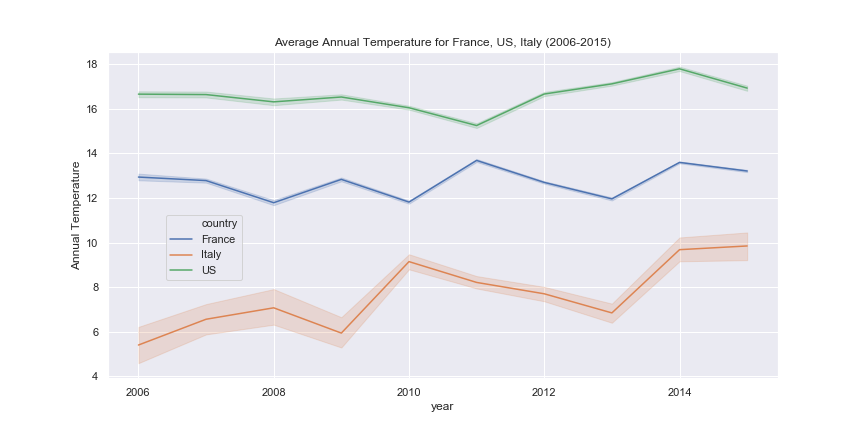 Average Annual Temperature for France, US, Italy (2006-2015)
Annual Temperature
18
16
14
12
10
8
6
4
country
France
Italy
US
2006 2008 2010 2012 2014
year